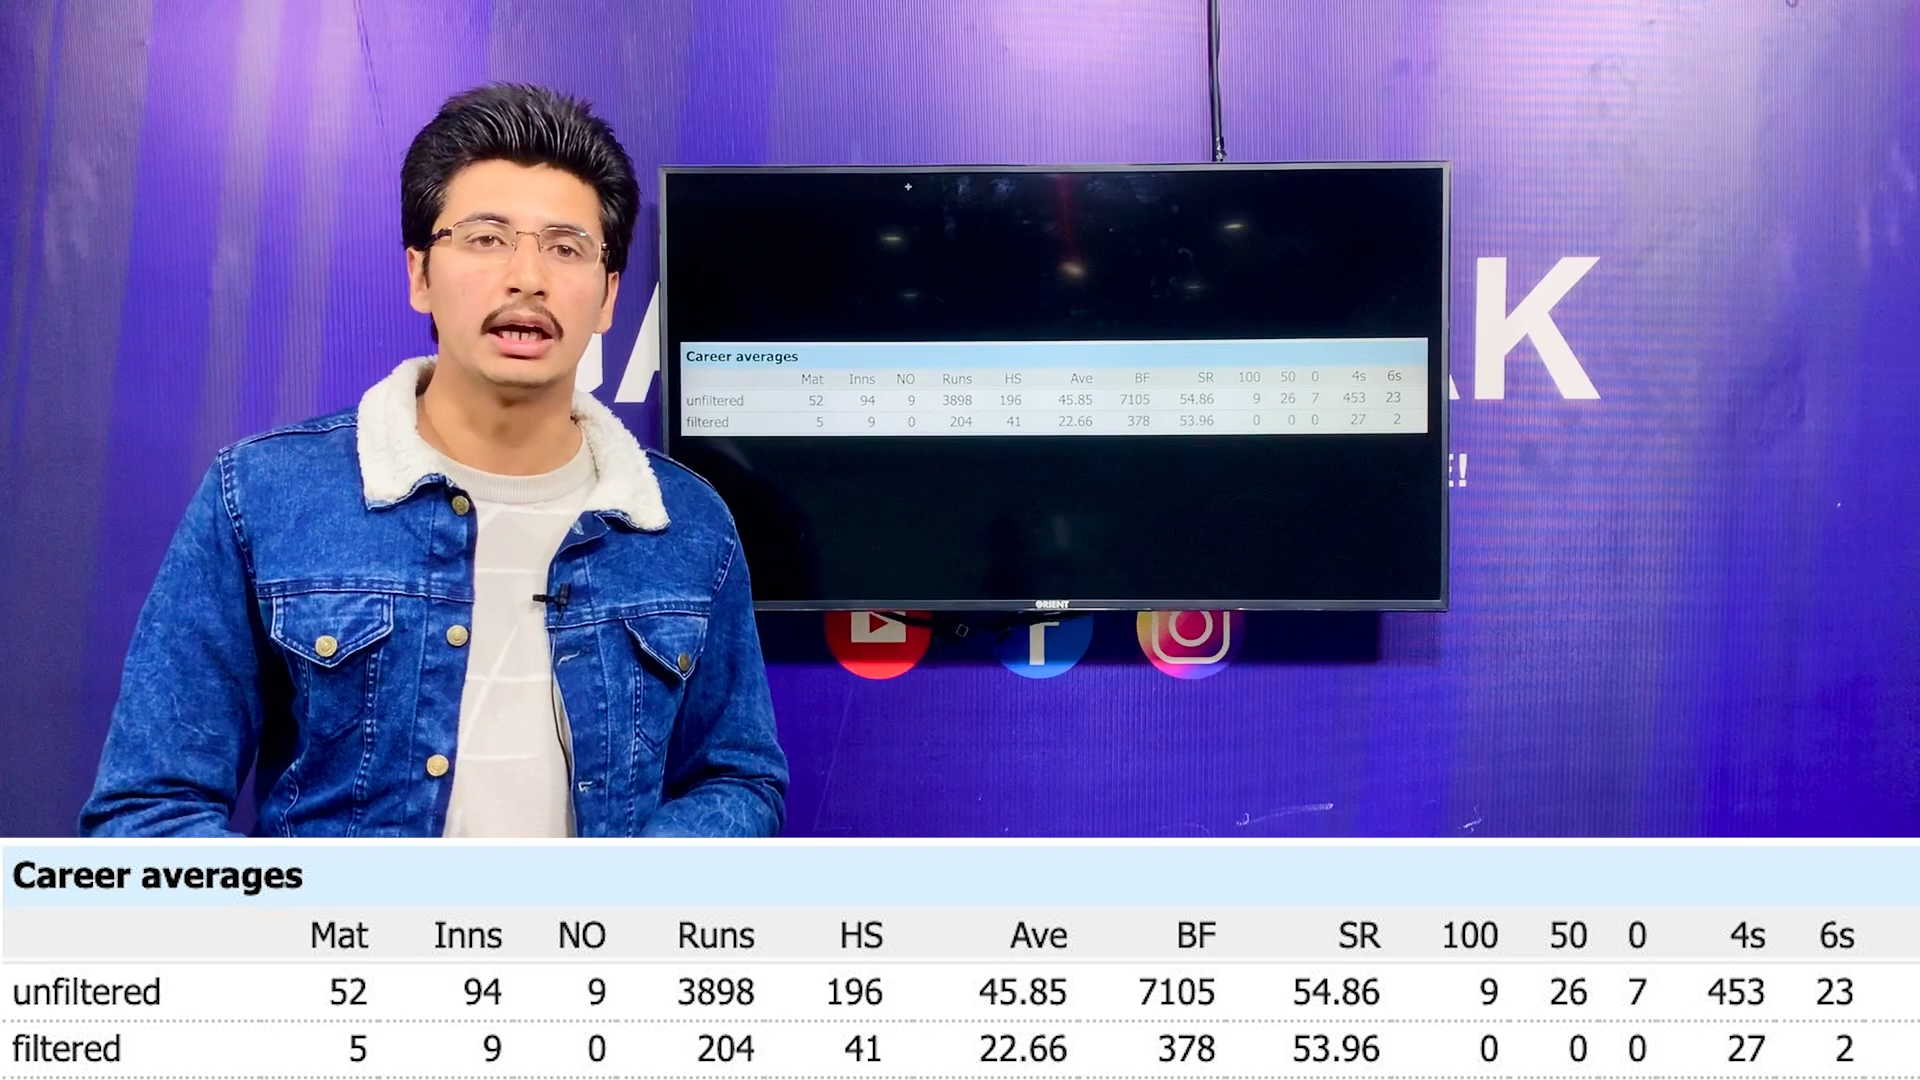 AK
E!
Career averages
Mat Inns NO Runs HS Ave BF SR 100 50 0 4s 6s
unfiltered 52 94 9 3898 196 45.85 7105 54.86 9 26 7 453 23
filtered 5 9 0 204 41 22.66 378 53.96 0 0 0 27 2
ORIENT
Career averages
Mat Inns NO Runs HS Ave BF SR 100 50 0 4s 6s
unfiltered 52 94 9 3898 196 45.85 7105 54.86 9 26 7 453 23
filtered 5 9 0 204 41 22.66 378 53.96 0 0 0 27 2